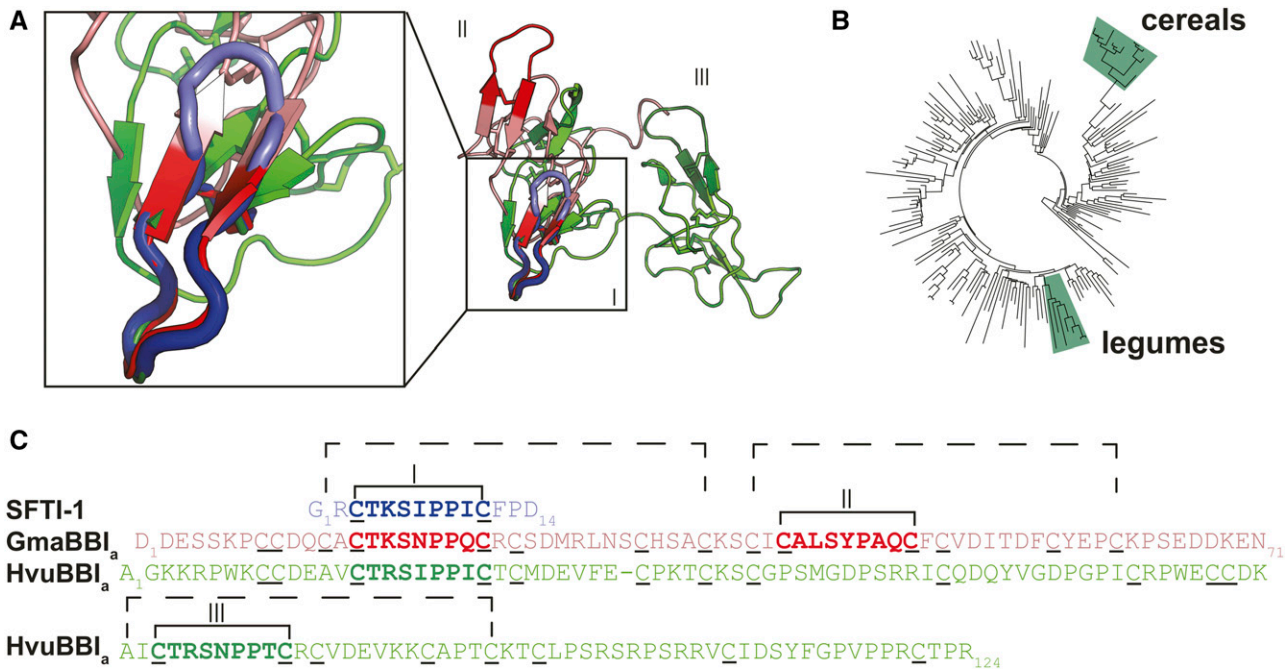 A
B
II
III
I
cereals
legumes
C
I
II
SFTI-1 G1RCTKSIPPICFPD14
GmaBBIa D1DESSKPCCDQCACTKSNPPQCRCSDMRLNSCHSACKSCICALSYPAQCFCVDITDFCYEPCKPSEDDKEN71
HvuBBIa A1GKKRPWKCCDEAVCTRSIPPICTCMDEVFE-CPKTCKSCGPSMGDPSRRICQDQYVGDPGPICRPWECCDK
III
HvuBBIa AICTRSNPPTCRCVDEVKKCAPTCKTCLPSRSRPSRRVCIDSYFGPVPPRCTPR124